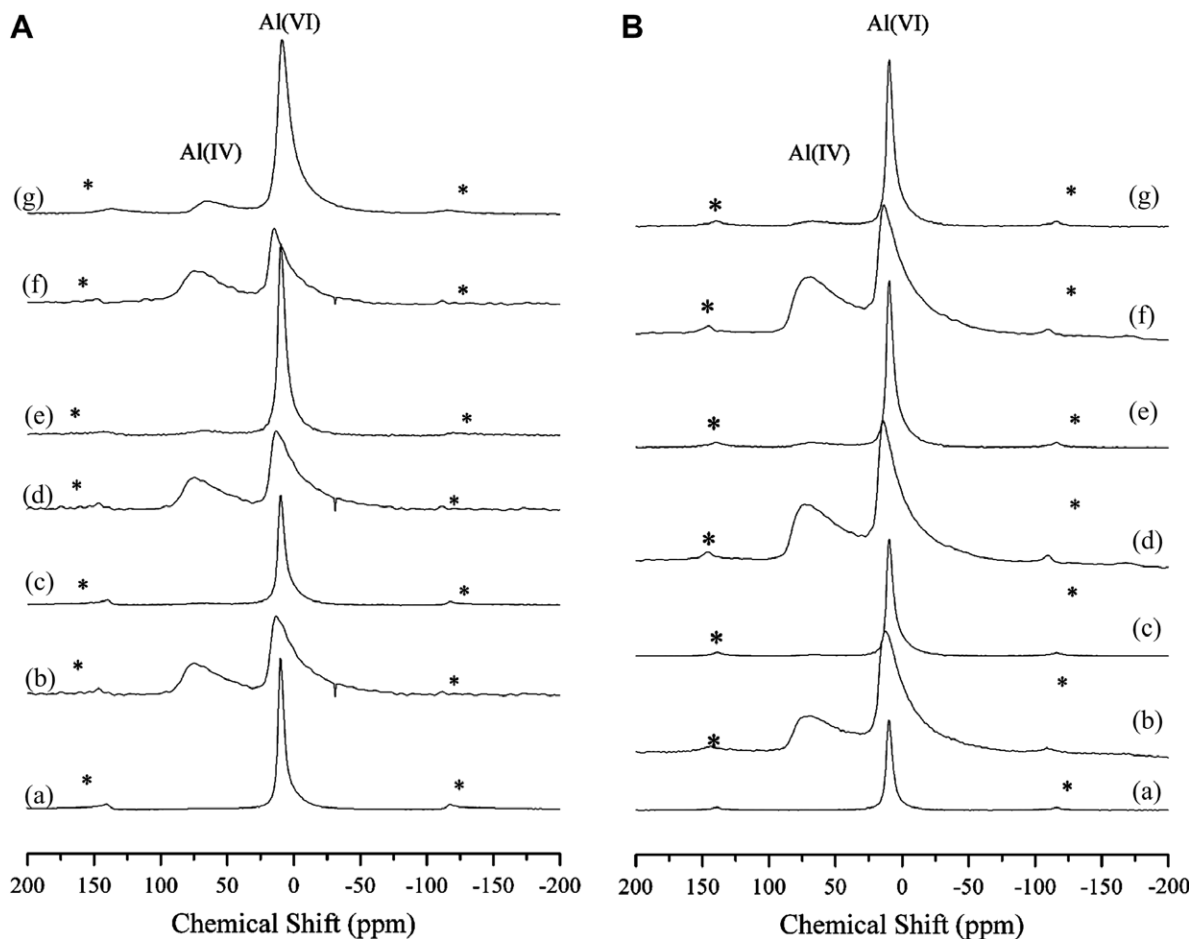 A
Al(VI)
Al(IV)
*
*
(g)
*
*
(f)
*
*
(e)
*
*
(d)
*
*
(c)
*
*
(b)
*
*
(a)
200 150 100 50 0 -50 -100 -150 -200
Chemical Shift (ppm)
B
Al(VI)
Al(IV)
*
*
(g)
*
*
(f)
*
*
(e)
*
*
(d)
*
*
(c)
*
*
(b)
*
*
(a)
200 150 100 50 0 -50 -100 -150 -200
Chemical Shift (ppm)